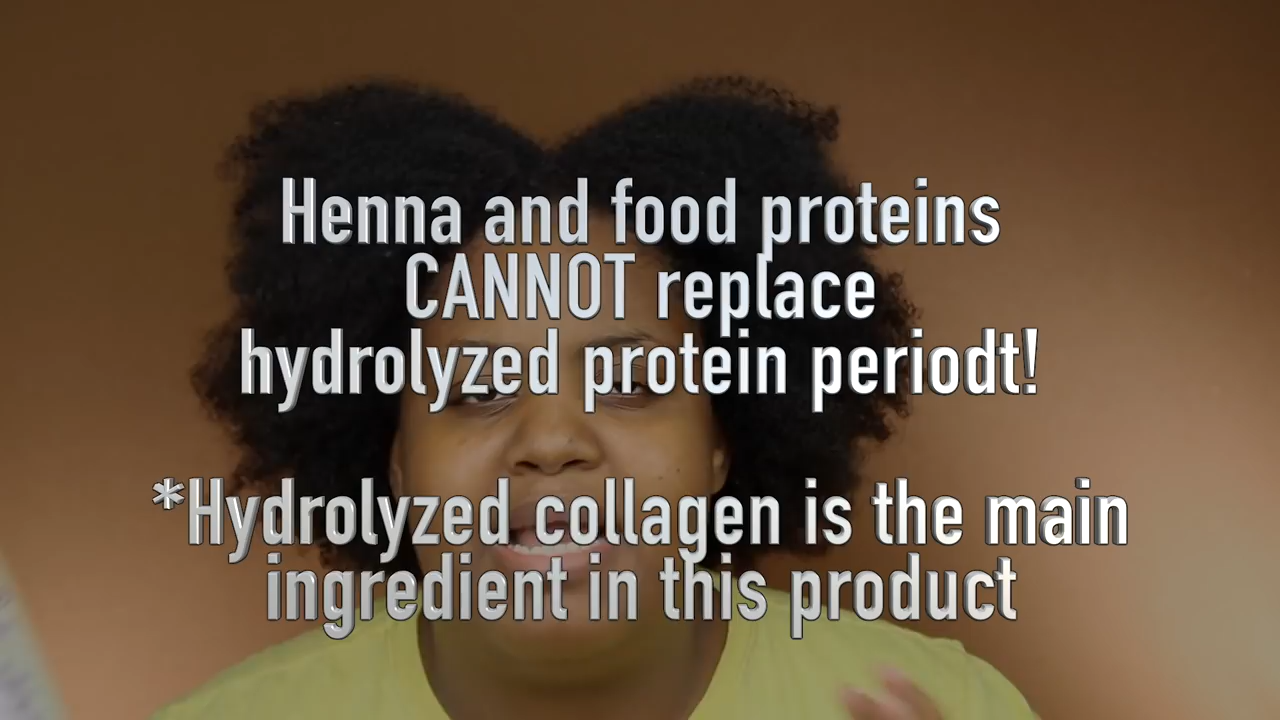 Henna and food proteins
CANNOT replace
hydrolyzed protein periodt!
*Hydrolyzed collagen is the main
ingredient in this product